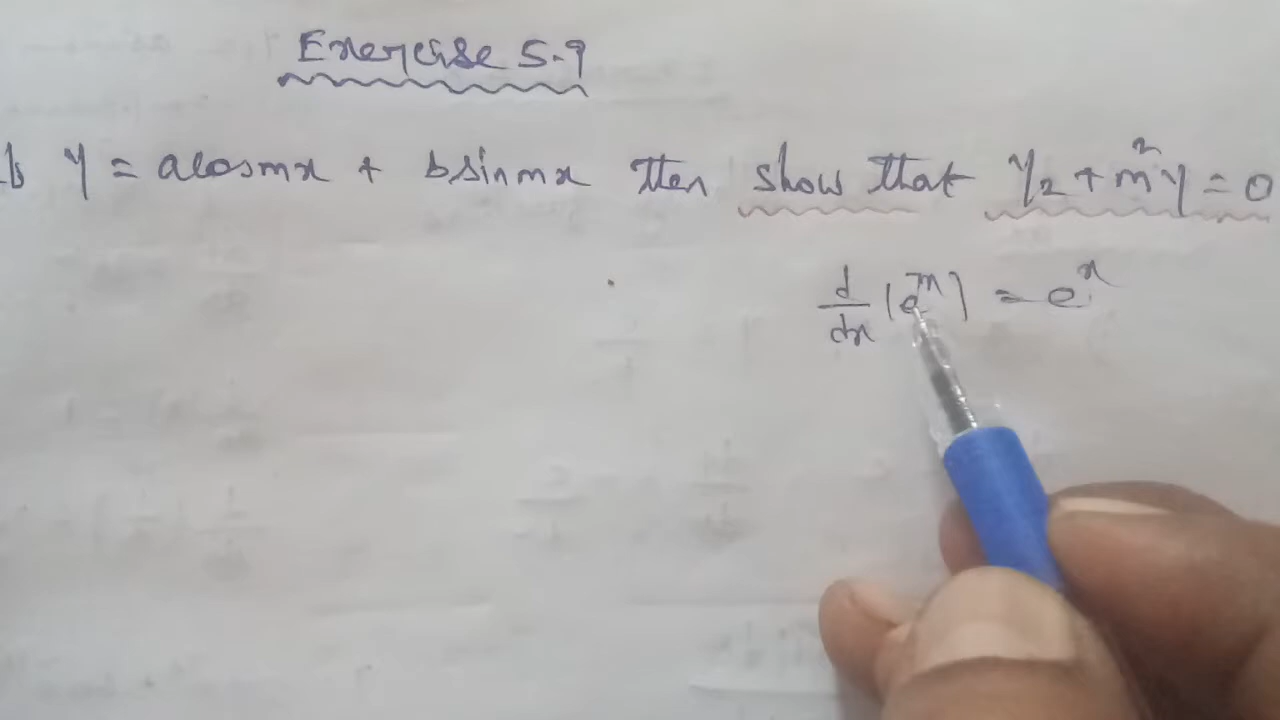 Exercise 5.9
If y = acosmx + bsinmx then show that y₂ + m²y = 0
d/dx (eˣ) = eˣ